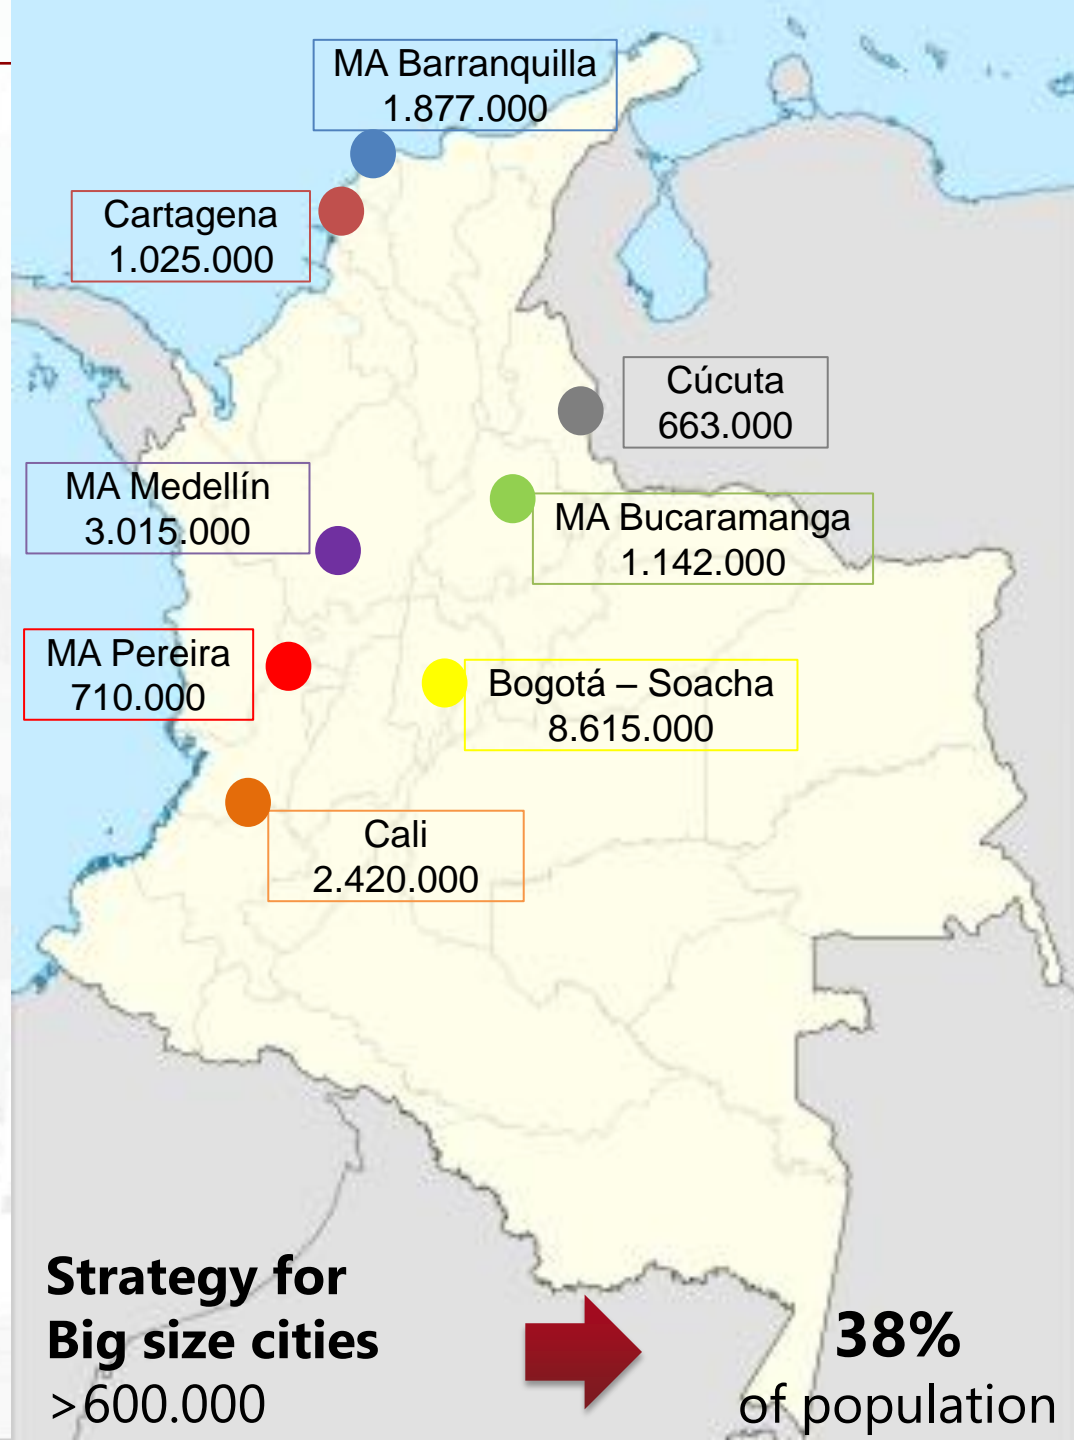 MA Barranquilla
1.877.000
Cartagena
1.025.000
Cúcuta
663.000
MA Medellín
3.015.000
MA Bucaramanga
1.142.000
MA Pereira
710.000
Bogotá – Soacha
8.615.000
Cali
2.420.000
Strategy for
Big size cities
>600.000
38%
of population